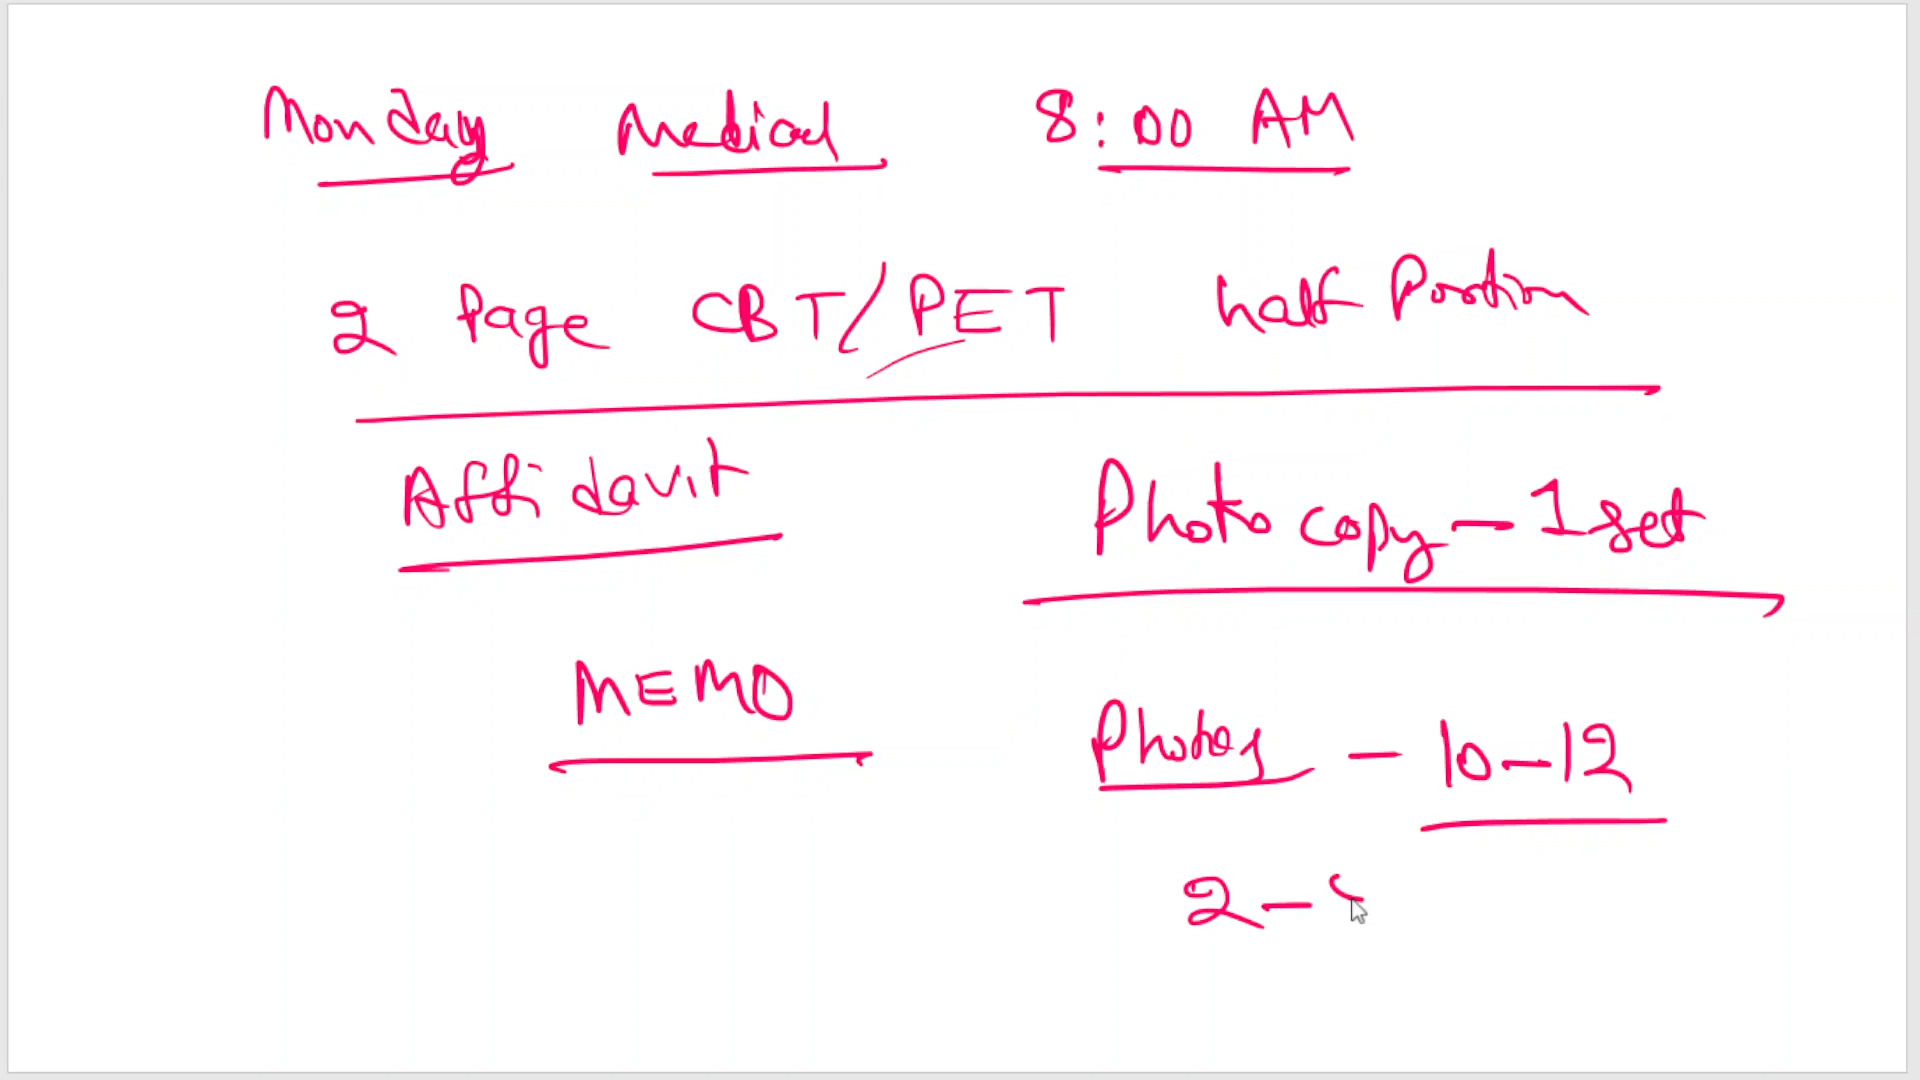 Monday Medical 8:00 AM
2 Page CBT/PET half Portion
Affidavit
Photo copy - 1 set
MEMO
Photos - 10-12
2 -